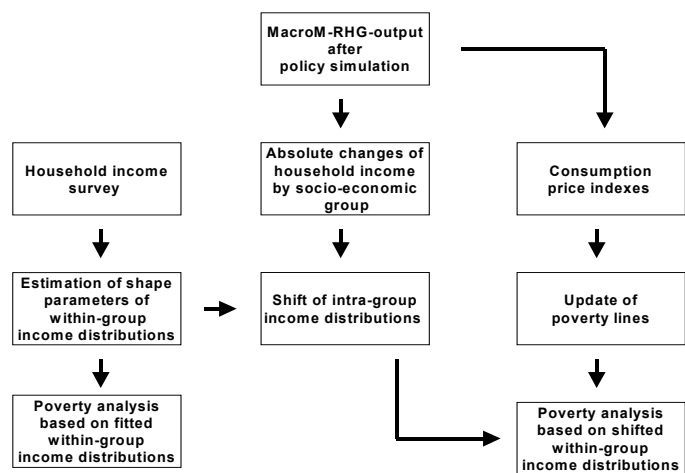 MacroM-RHG-output
after
policy simulation
Household income
survey
Absolute changes of
household income
by socio-economic
group
Consumption
price indexes
Estimation of shape
parameters of
within-group
income distributions
Shift of intra-group
income distributions
Update of
poverty lines
Poverty analysis
based on fitted
within-group
income distributions
Poverty analysis
based on shifted
within-group
income distributions